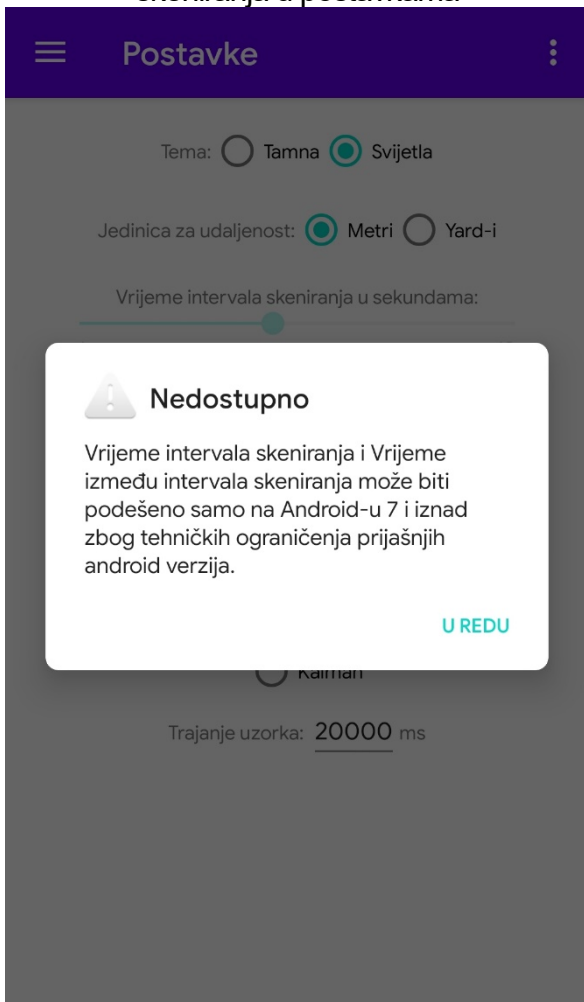 skeniranja u postavkama
Postavke
Tema: Tamna Svijetla
Jedinica za udaljenost: Metri Yard-i
Vrijeme intervala skeniranja u sekundama:
Nedostupno
Vrijeme intervala skeniranja i Vrijeme
između intervala skeniranja može biti
podešeno samo na Android-u 7 i iznad
zbog tehničkih ograničenja prijašnjih
android verzija.
U REDU
Kalman
Trajanje uzorka: 20000 ms